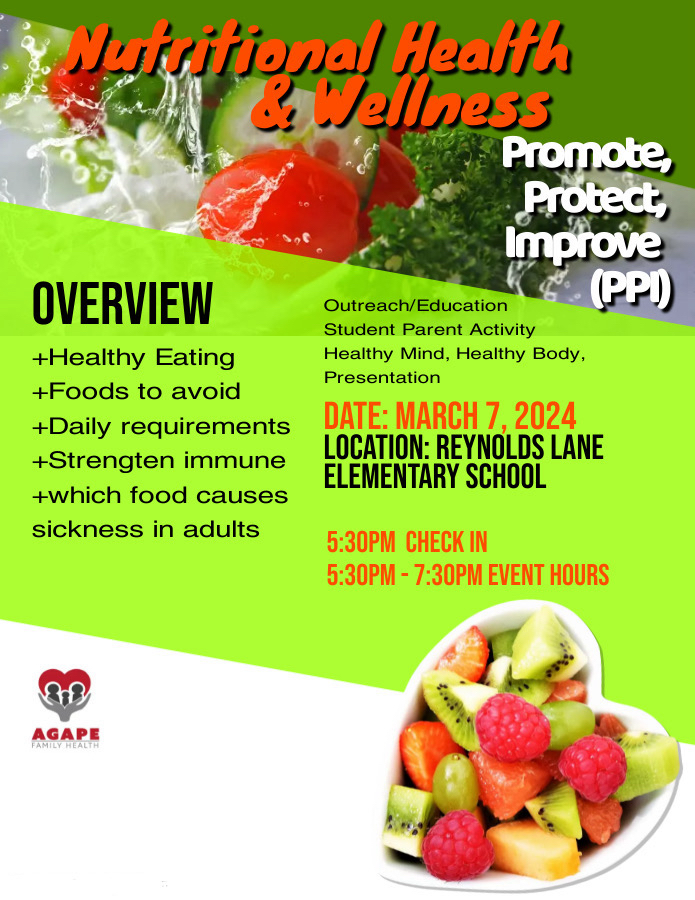 Nutritional Health
& Wellness
Promote,
Protect,
Improve
(PPI)
OVERVIEW
+Healthy Eating
+Foods to avoid
+Daily requirements
+Strengten immune
+which food causes
sickness in adults
Outreach/Education
Student Parent Activity
Healthy Mind, Healthy Body,
Presentation
DATE: MARCH 7, 2024
LOCATION: REYNOLDS LANE
ELEMENTARY SCHOOL
5:30PM CHECK IN
5:30PM - 7:30PM EVENT HOURS
AGAPE
FAMILY HEALTH